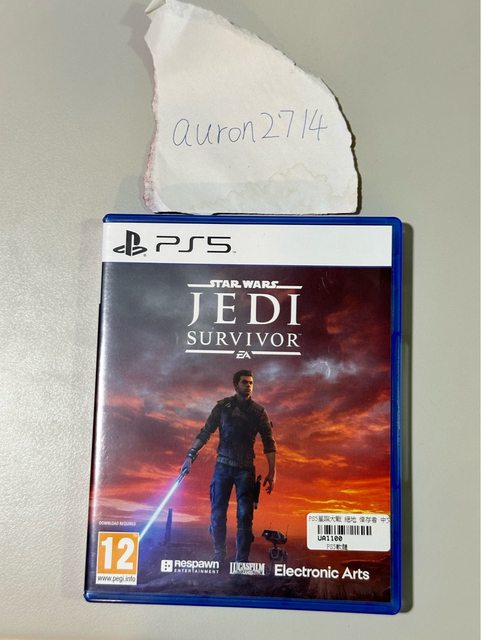 auron2714
PS5
STAR WARS
JEDI
SURVIVOR
EA
DOWNLOAD REQUIRED
12
www.pegi.info
RESPAWN
ENTERTAINMENT
LUCASFILM
GAMES
Electronic Arts
PS5星際大戰 絕地 倖存者 中文
UA1100
PS5軟體